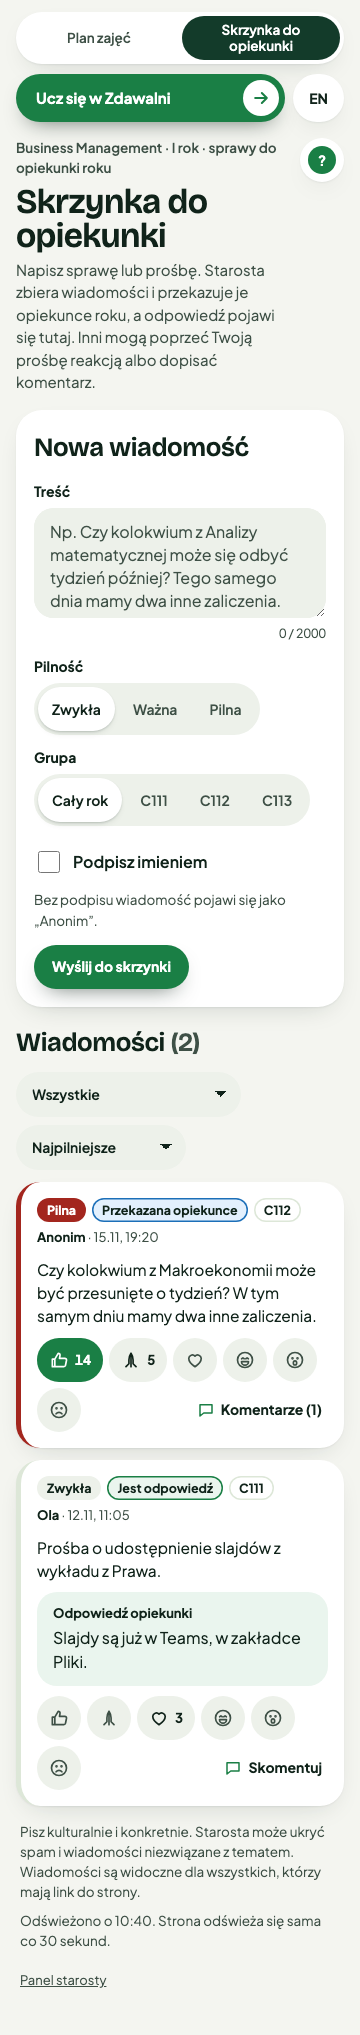 Plan zajęć
Skrzynka do
opiekunki
Ucz się w Zdawalni
EN
Business Management · I rok · sprawy do
opiekunki roku
?
Skrzynka do
opiekunki
Napisz sprawę lub prośbę. Starosta
zbiera wiadomości i przekazuje je
opiekunce roku, a odpowiedź pojawi
się tutaj. Inni mogą poprzeć Twoją
prośbę reakcją albo dopisać
komentarz.
Nowa wiadomość
Treść
Np. Czy kolokwium z Analizy
matematycznej może się odbyć
tydzień później? Tego samego
dnia mamy dwa inne zaliczenia.
0 / 2000
Pilność
Zwykła Ważna Pilna
Grupa
Cały rok C111 C112 C113
Podpisz imieniem
Bez podpisu wiadomość pojawi się jako
„Anonim”.
Wyślij do skrzynki
Wiadomości (2)
Wszystkie
Najpilniejsze
Pilna Przekazana opiekunce C112
Anonim · 15.11, 19:20
Czy kolokwium z Makroekonomii może
być przesunięte o tydzień? W tym
samym dniu mamy dwa inne zaliczenia.
14 5
Komentarze (1)
Zwykła Jest odpowiedź C111
Ola · 12.11, 11:05
Prośba o udostępnienie slajdów z
wykładu z Prawa.
Odpowiedź opiekunki
Slajdy są już w Teams, w zakładce
Pliki.
3
Skomentuj
Pisz kulturalnie i konkretnie. Starosta może ukryć
spam i wiadomości niezwiązane z tematem.
Wiadomości są widoczne dla wszystkich, którzy
mają link do strony.
Odświeżono o 10:40. Strona odświeża się sama
co 30 sekund.
Panel starosty